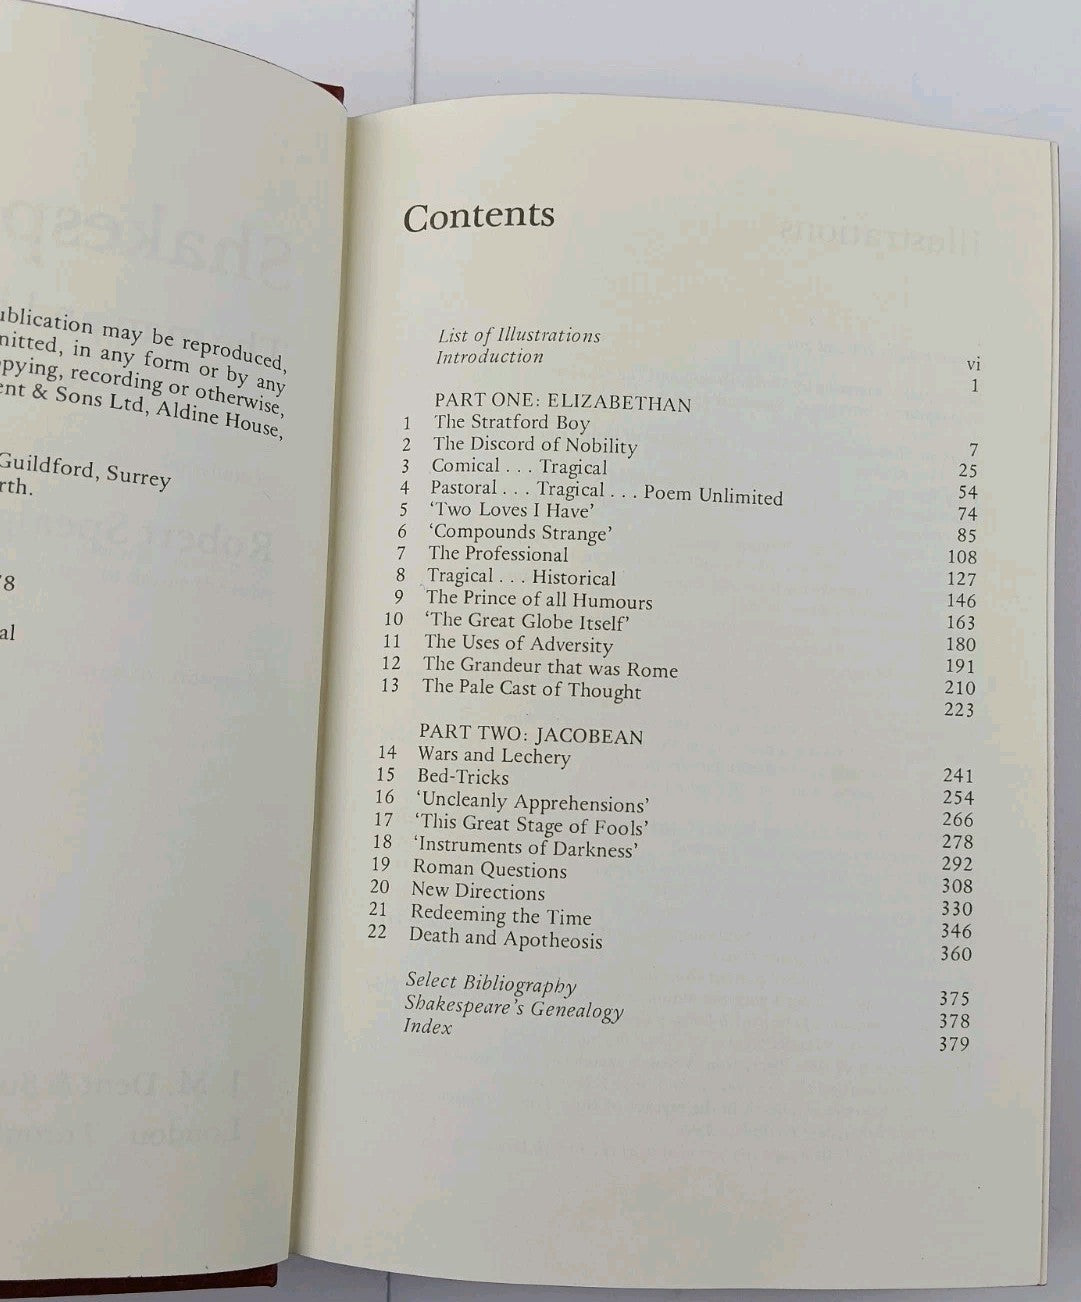 ublication may be reproduced,
mitted, in any form or by any
pying, recording or otherwise,
ent & Sons Ltd, Aldine House,
Guildford, Surrey
rth.
78
al
Contents
List of Illustrations vi
Introduction 1
PART ONE: ELIZABETHAN
1 The Stratford Boy 7
2 The Discord of Nobility 25
3 Comical . . . Tragical 54
4 Pastoral . . . Tragical . . . Poem Unlimited 74
5 ‘Two Loves I Have’ 85
6 ‘Compounds Strange’ 108
7 The Professional 127
8 Tragical . . . Historical 146
9 The Prince of all Humours 163
10 ‘The Great Globe Itself’ 180
11 The Uses of Adversity 191
12 The Grandeur that was Rome 210
13 The Pale Cast of Thought 223
PART TWO: JACOBEAN
14 Wars and Lechery 241
15 Bed-Tricks 254
16 ‘Uncleanly Apprehensions’ 266
17 ‘This Great Stage of Fools’ 278
18 ‘Instruments of Darkness’ 292
19 Roman Questions 308
20 New Directions 330
21 Redeeming the Time 346
22 Death and Apotheosis 360
Select Bibliography 375
Shakespeare’s Genealogy 378
Index 379